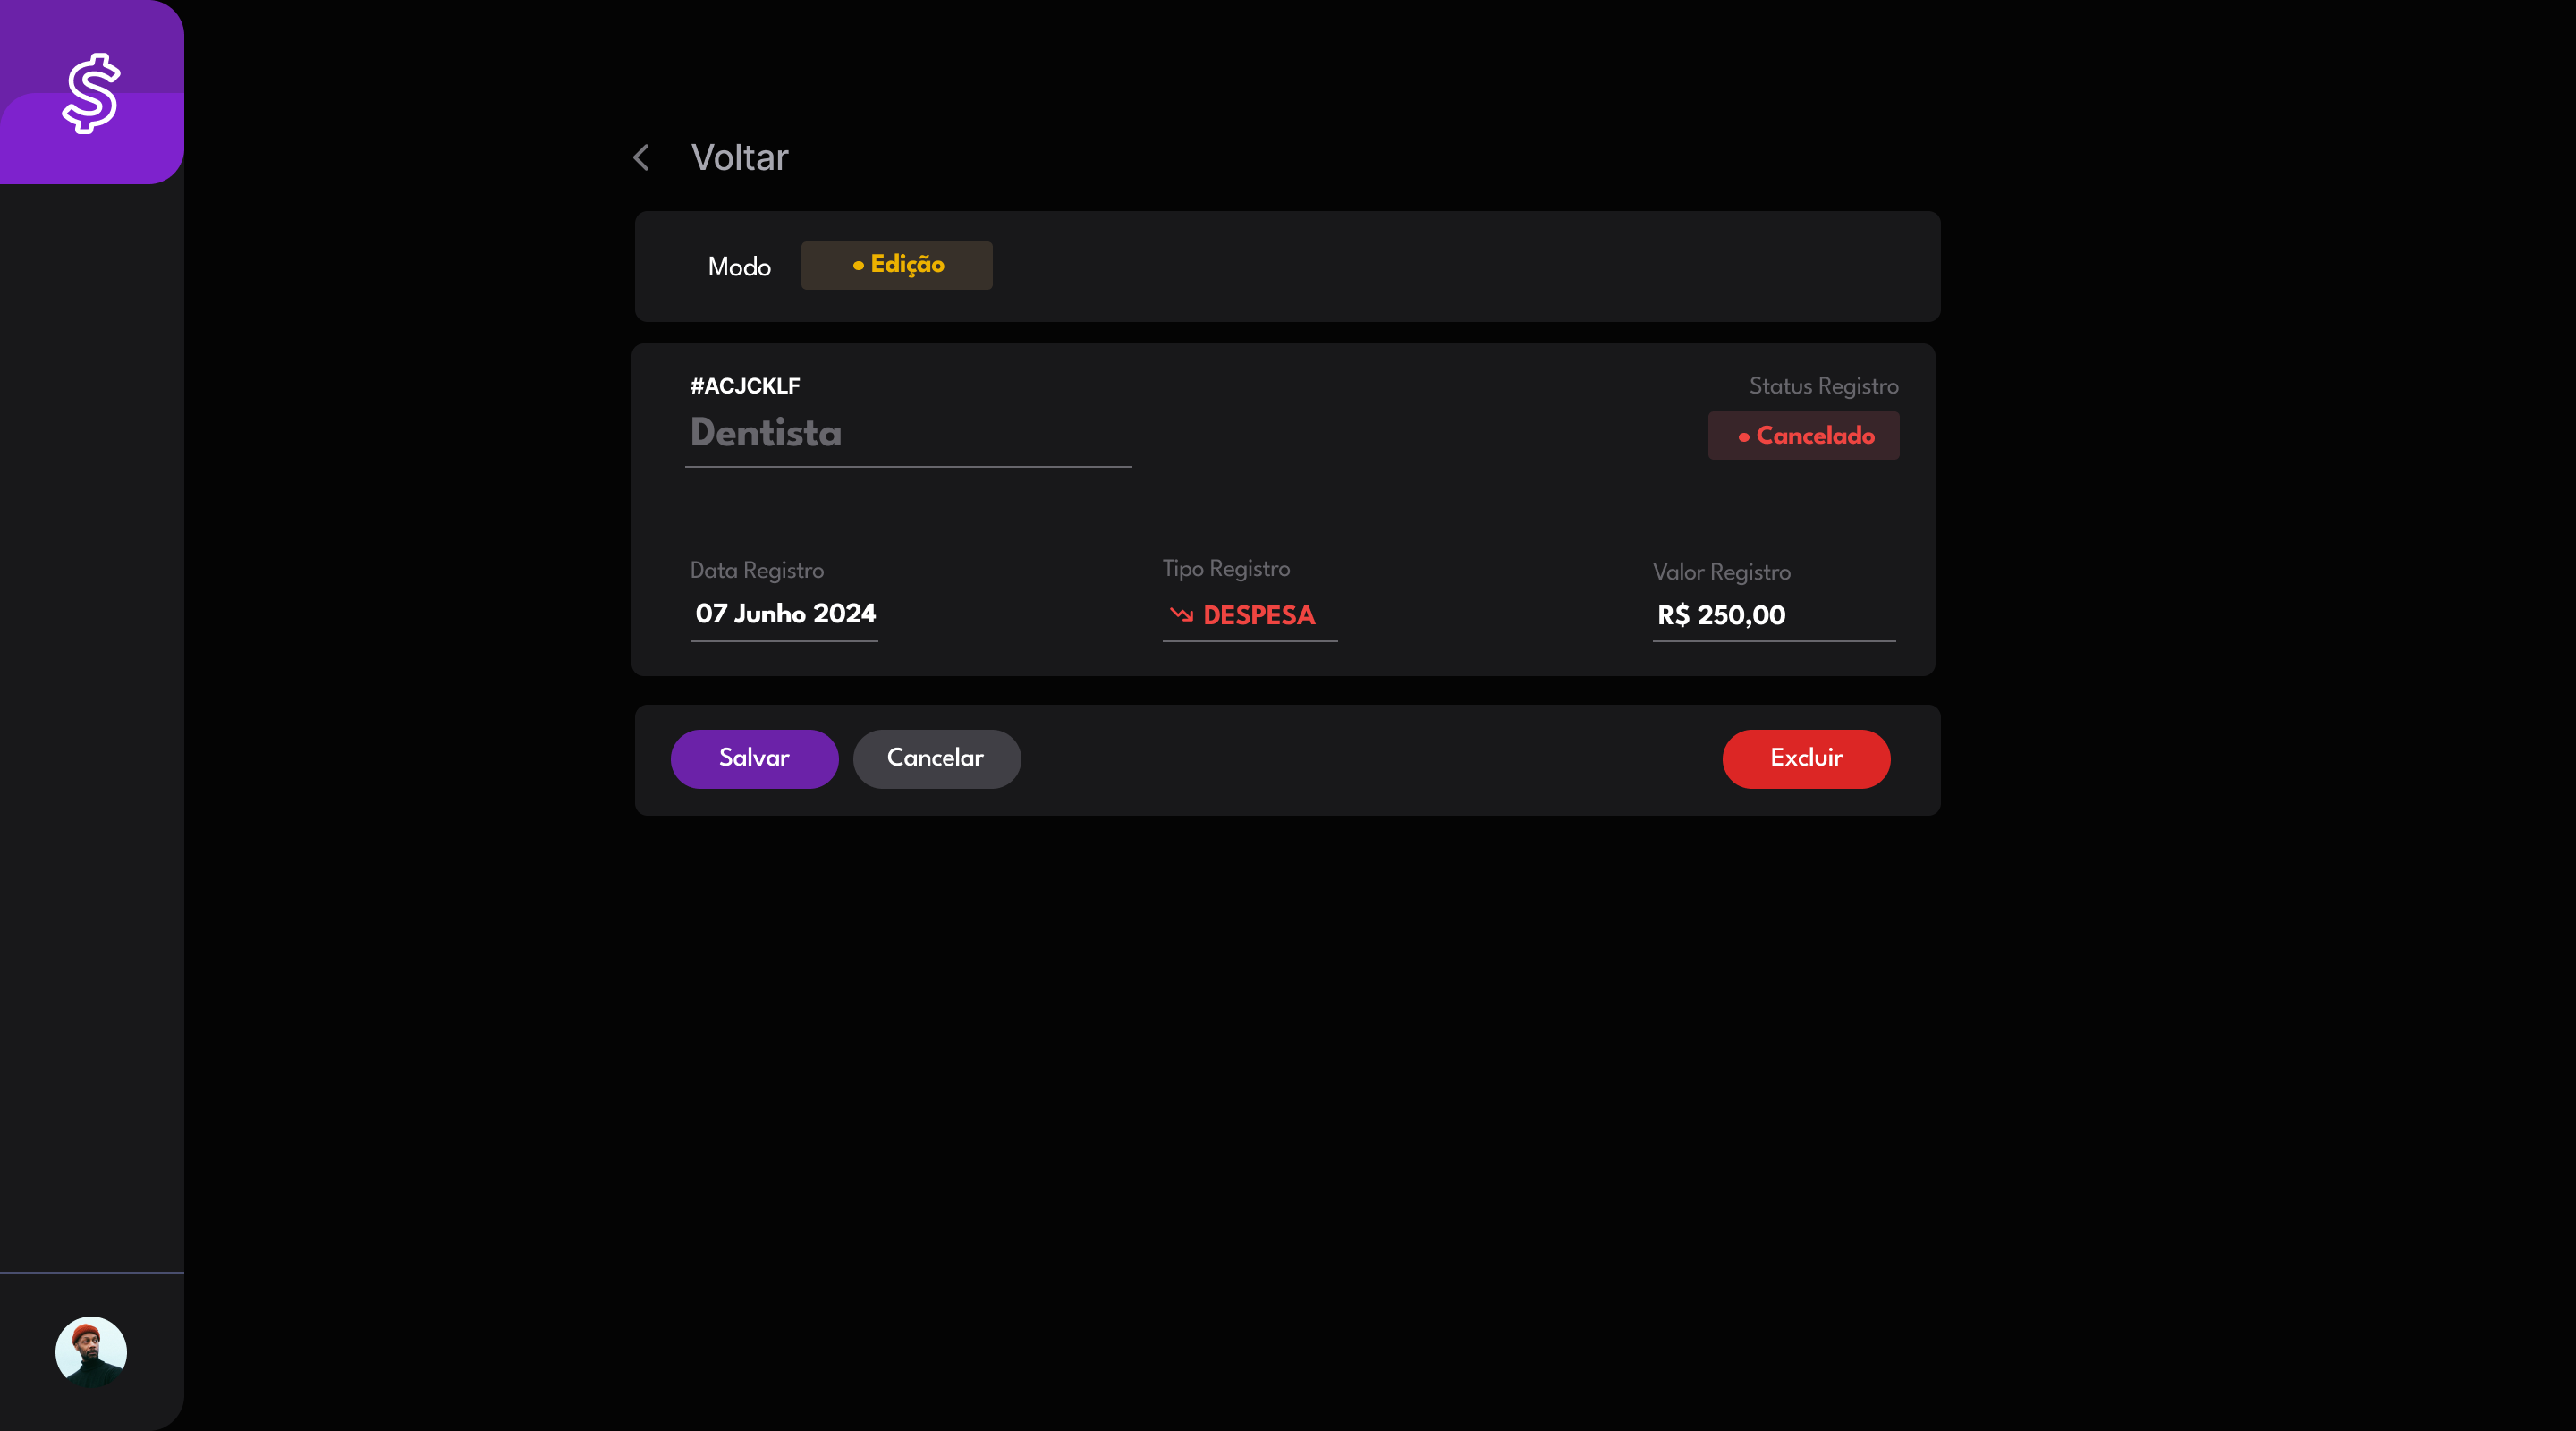 $
Voltar
Modo
• Edição
#ACJCKLF
Dentista
Status Registro
• Cancelado
Data Registro
07 Junho 2024
Tipo Registro
DESPESA
Valor Registro
R$ 250,00
Salvar
Cancelar
Excluir